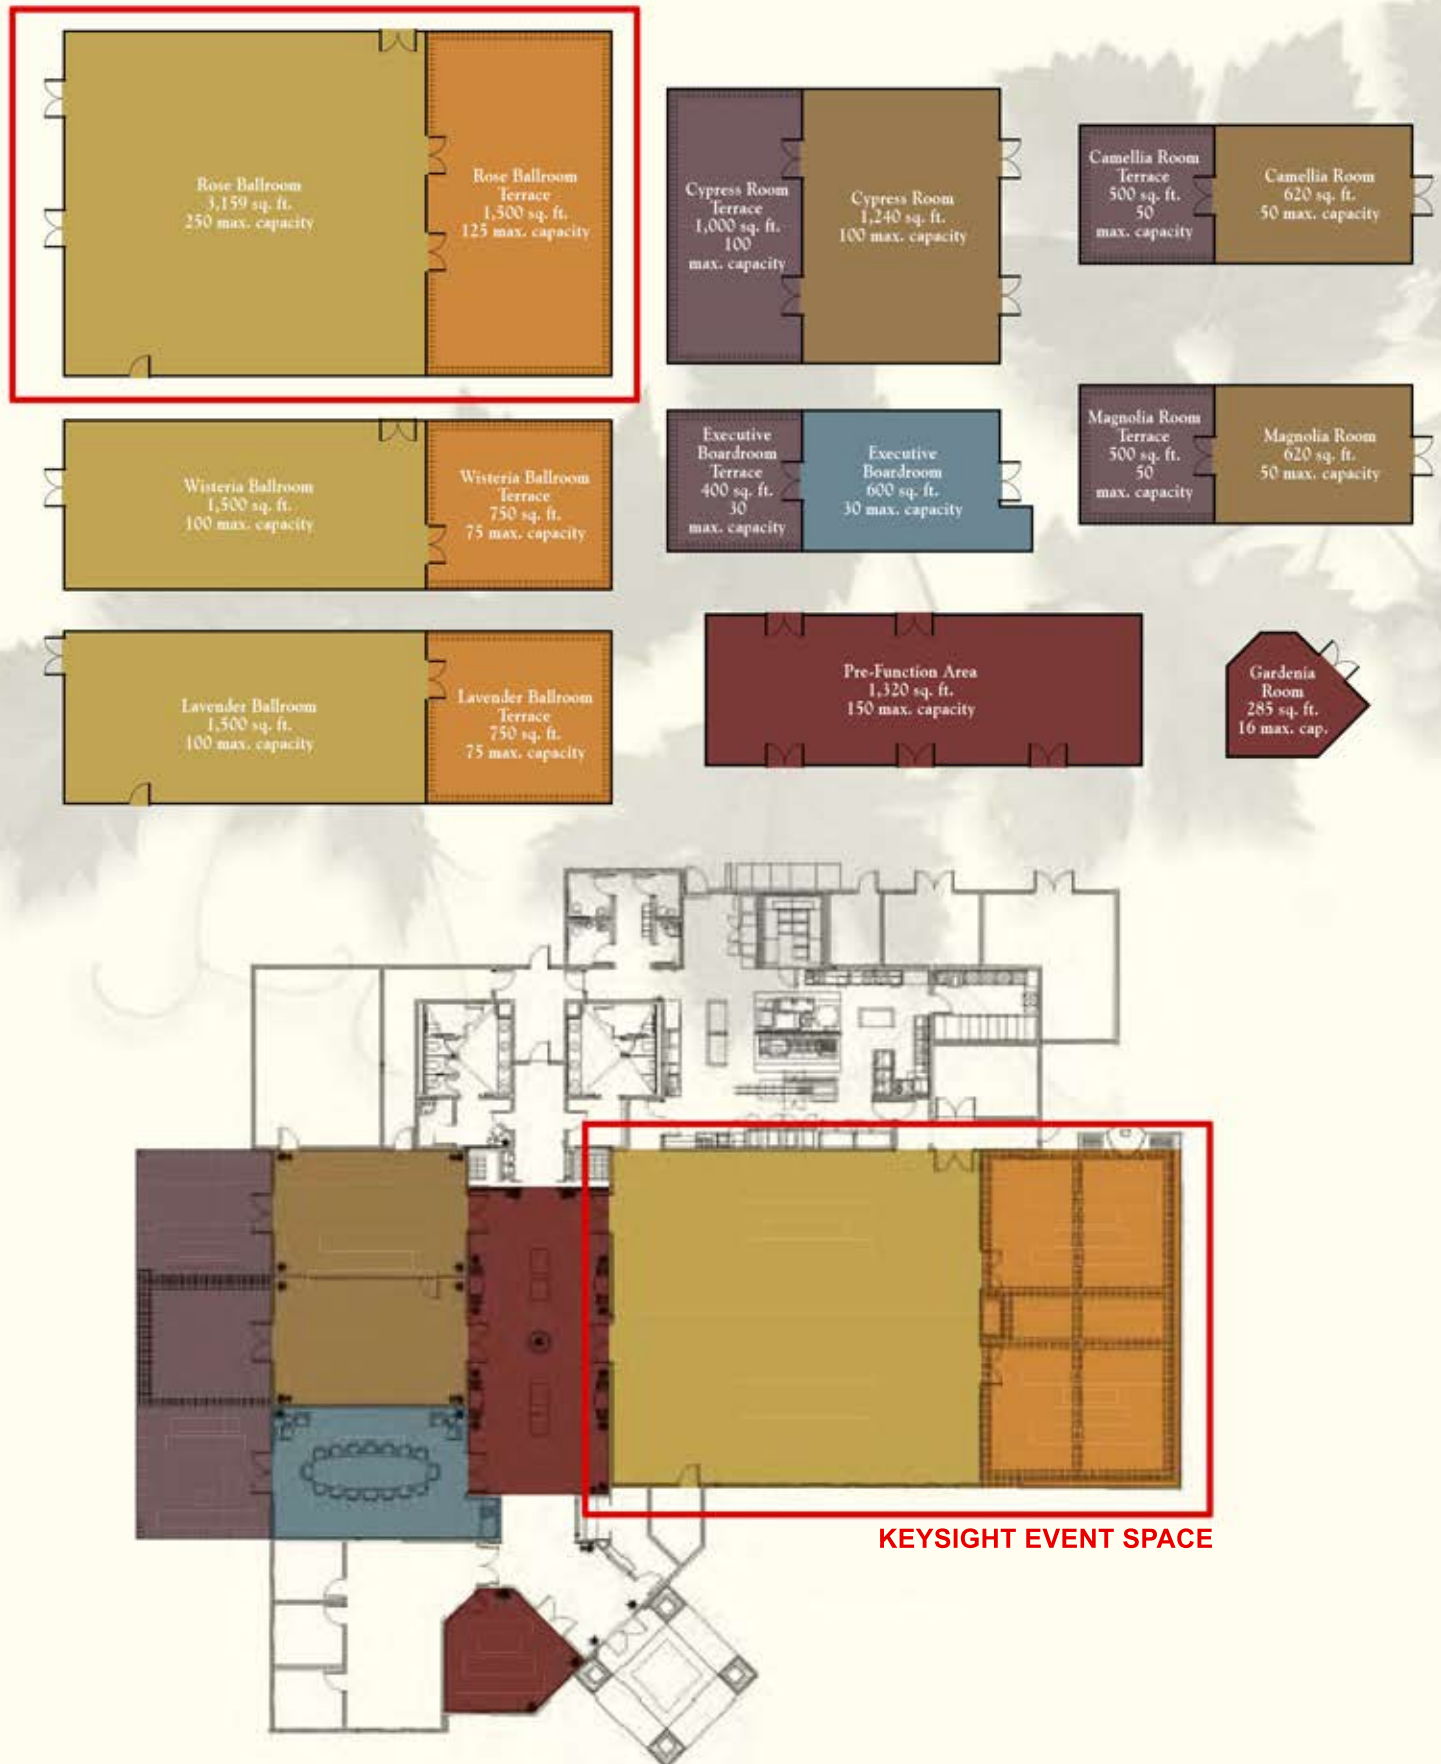 Rose Ballroom
3,159 sq. ft.
250 max. capacity
Rose Ballroom
Terrace
1,500 sq. ft.
125 max. capacity
Cypress Room
Terrace
1,000 sq. ft.
100
max. capacity
Cypress Room
1,240 sq. ft.
100 max. capacity
Camellia Room
Terrace
500 sq. ft.
50
max. capacity
Camellia Room
620 sq. ft.
50 max. capacity
Wisteria Ballroom
1,500 sq. ft.
100 max. capacity
Wisteria Ballroom
Terrace
750 sq. ft.
75 max. capacity
Executive
Boardroom
Terrace
400 sq. ft.
30
max. capacity
Executive
Boardroom
600 sq. ft.
30 max. capacity
Magnolia Room
Terrace
500 sq. ft.
50
max. capacity
Magnolia Room
620 sq. ft.
50 max. capacity
Lavender Ballroom
1,500 sq. ft.
100 max. capacity
Lavender Ballroom
Terrace
750 sq. ft.
75 max. capacity
Pre-Function Area
1,320 sq. ft.
150 max. capacity
Gardenia
Room
285 sq. ft.
16 max. cap.
KEYSIGHT EVENT SPACE